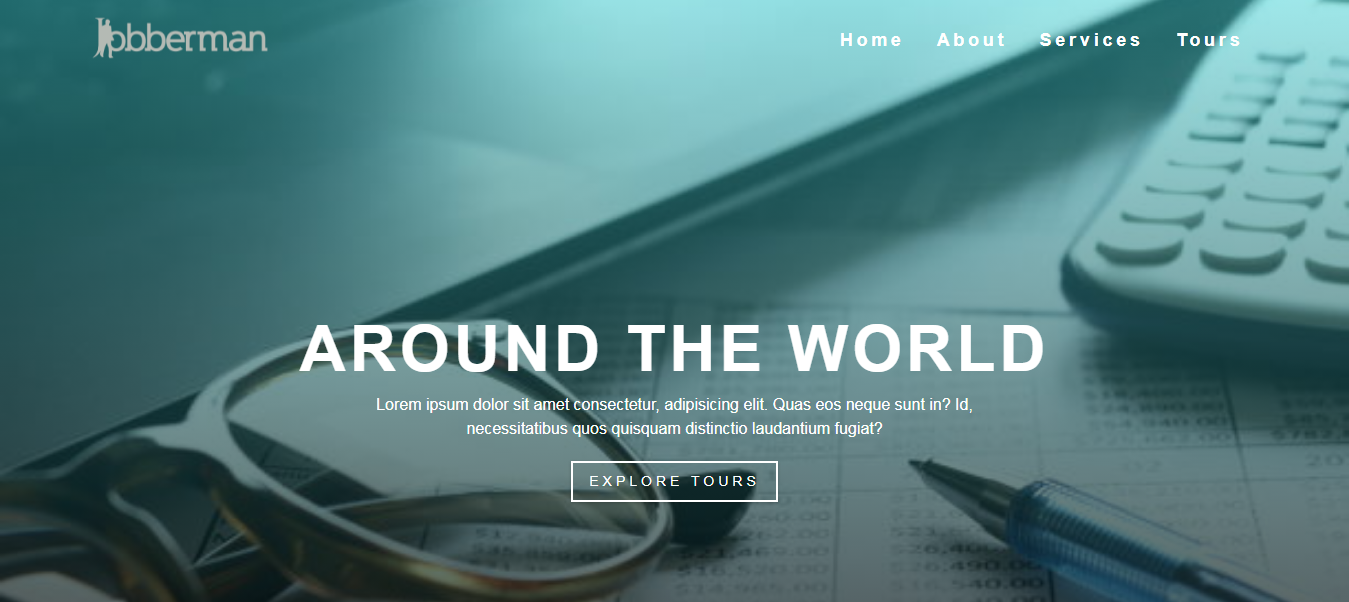 Jobberman
Home About Services Tours
AROUND THE WORLD
Lorem ipsum dolor sit amet consectetur, adipisicing elit. Quas eos neque sunt in? Id,
necessitatibus quos quisquam distinctio laudantium fugiat?
EXPLORE TOURS